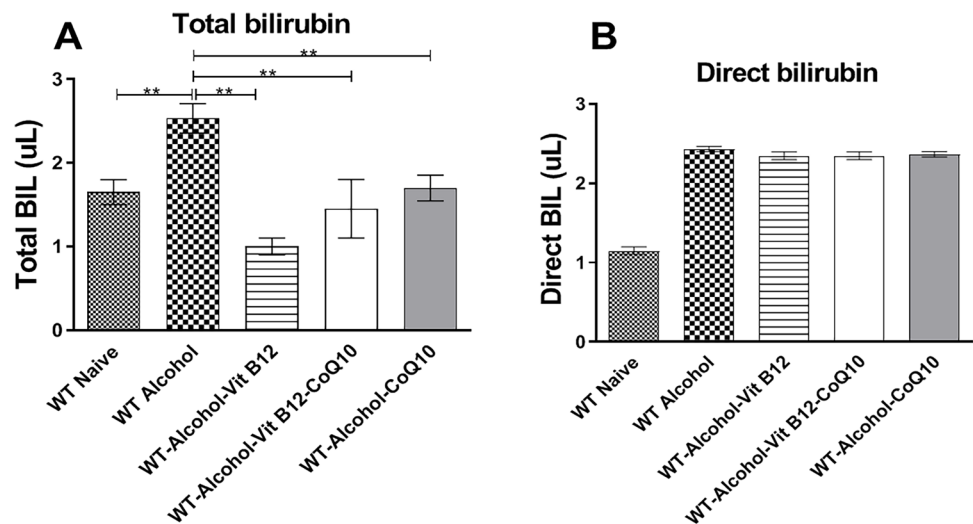 A
Total bilirubin
**
**
** **
Total BIL (uL)
3
2
1
0
WT Naive
WT Alcohol
WT-Alcohol-Vit B12
WT-Alcohol-Vit B12-CoQ10
WT-Alcohol-CoQ10
B
Direct bilirubin
Direct BIL (uL)
3
2
1
0
WT Naive
WT Alcohol
WT-Alcohol-Vit B12
WT-Alcohol-Vit B12-CoQ10
WT-Alcohol-CoQ10